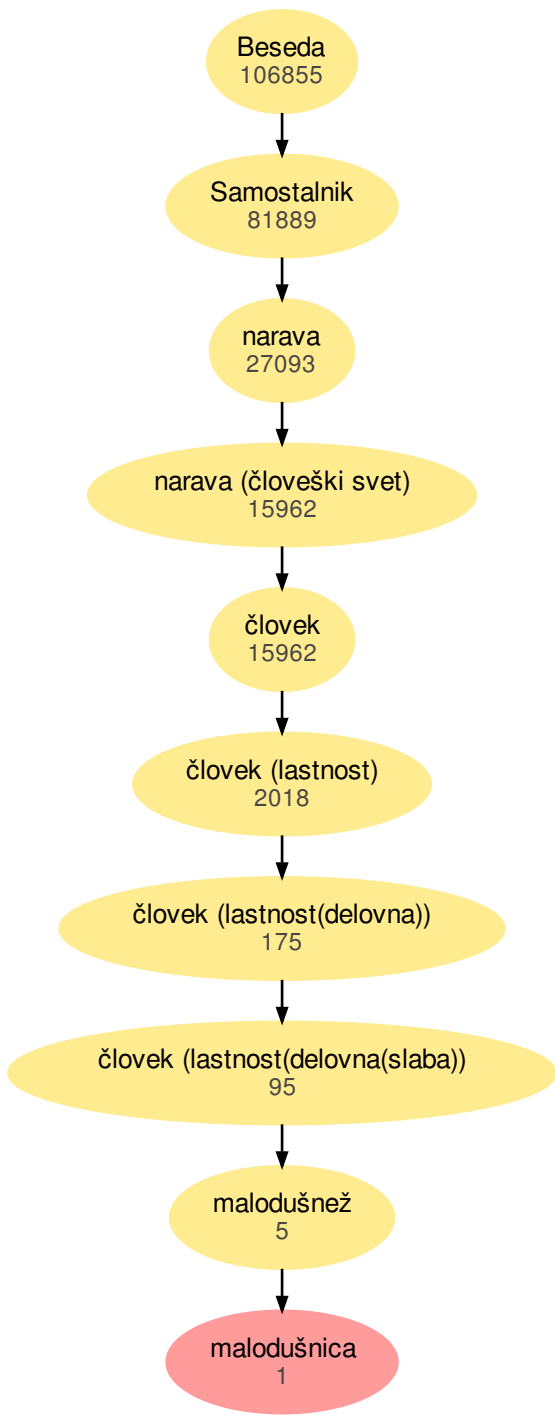 Beseda
106855
Samostalnik
81889
narava
27093
narava (človeški svet)
15962
človek
15962
človek (lastnost)
2018
človek (lastnost(delovna))
175
človek (lastnost(delovna(slaba))
95
malodušnež
5
malodušnica
1